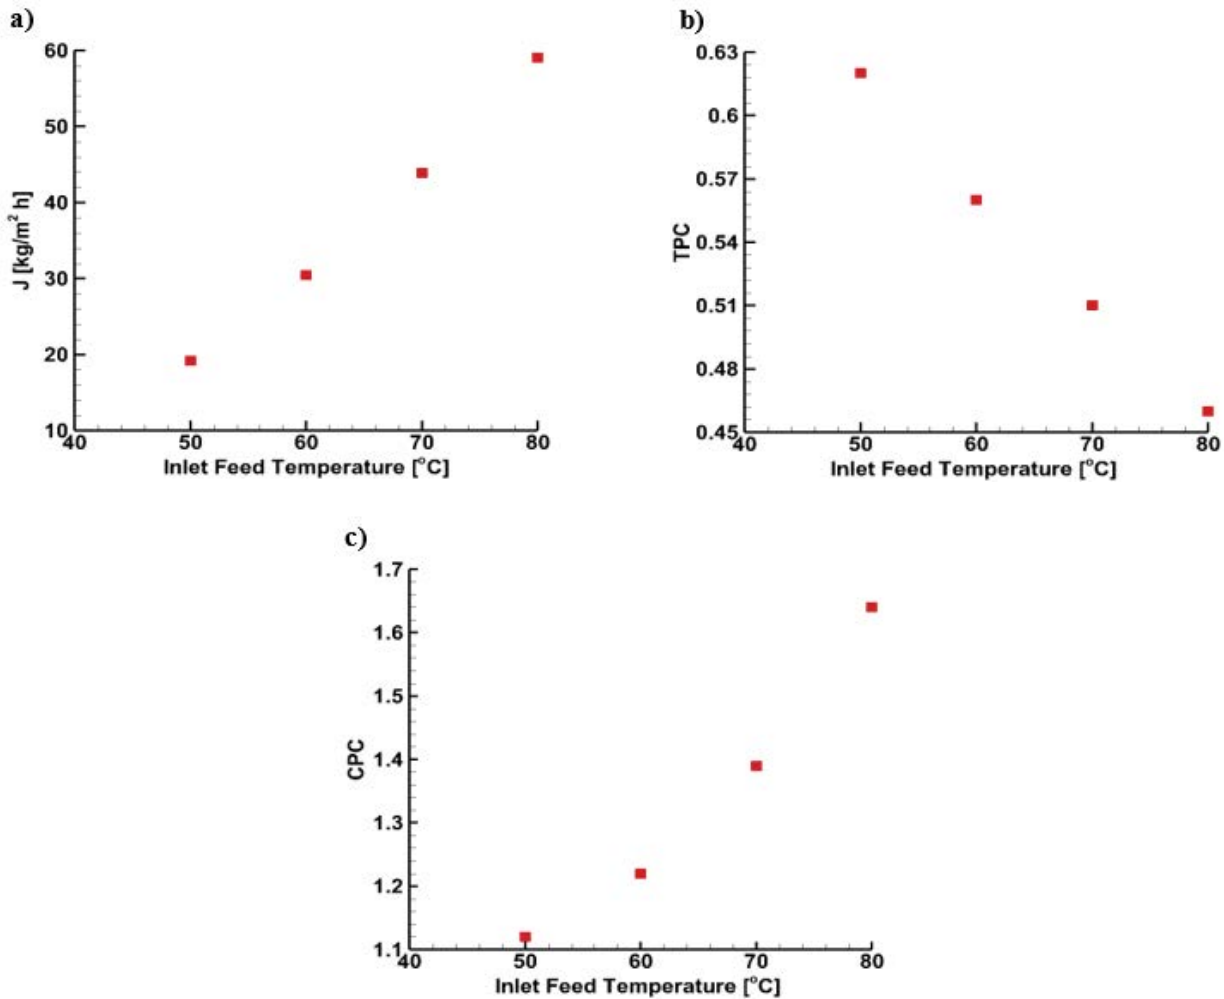 a)
60
50
40
30
20
10
J [kg/m² h]
40 50 60 70 80
Inlet Feed Temperature [°C]
b)
0.63
0.6
0.57
0.54
0.51
0.48
0.45
TPC
40 50 60 70 80
Inlet Feed Temperature [°C]
c)
1.7
1.6
1.5
1.4
1.3
1.2
1.1
CPC
40 50 60 70 80
Inlet Feed Temperature [°C]